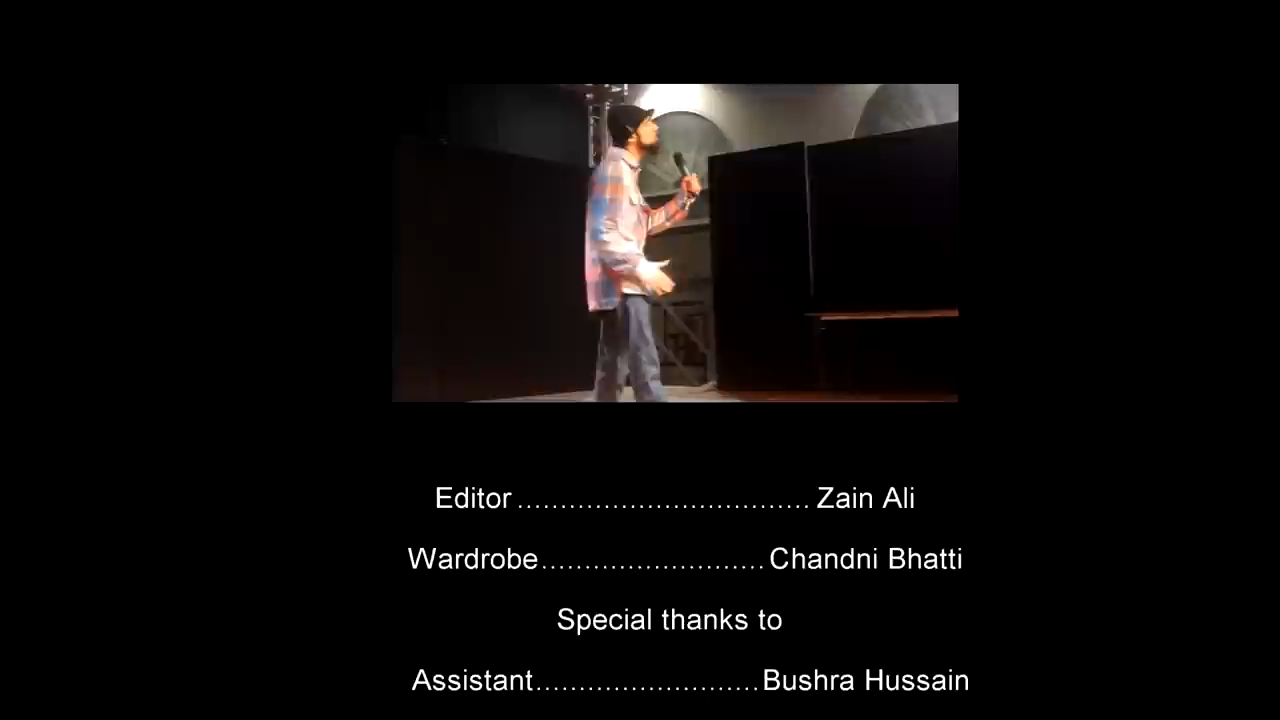 Editor.................................. Zain Ali
Wardrobe..........................Chandni Bhatti
Special thanks to
Assistant..........................Bushra Hussain